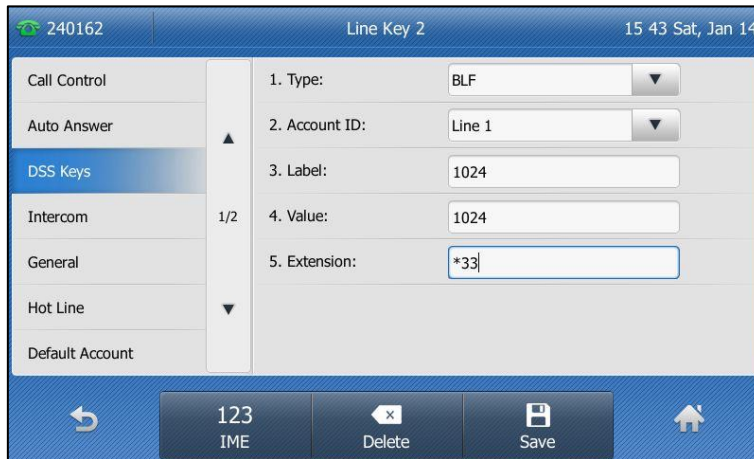 240162 Line Key 2 15 43 Sat, Jan 14
Call Control
Auto Answer
DSS Keys
Intercom
General
Hot Line
Default Account
1/2
1. Type: BLF
2. Account ID: Line 1
3. Label: 1024
4. Value: 1024
5. Extension: *33
123
IME
Delete
Save